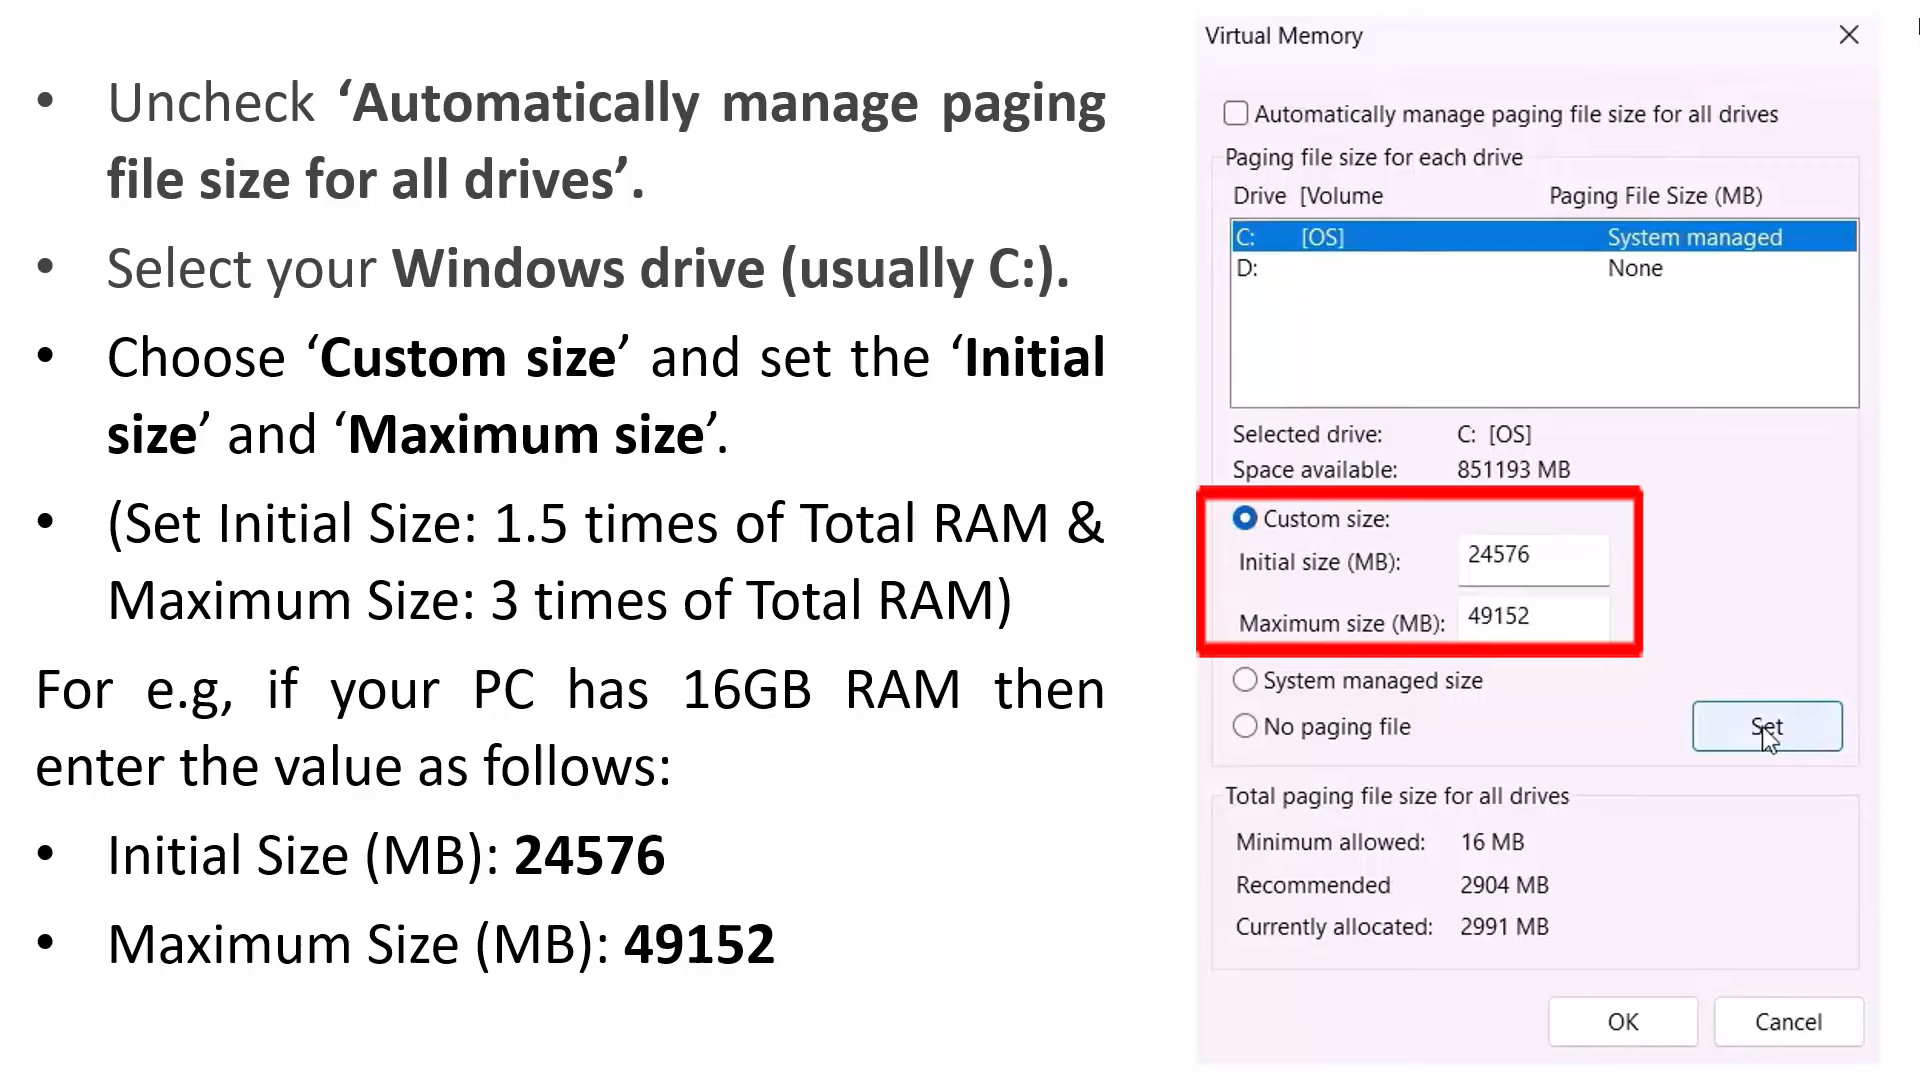 • Uncheck ‘Automatically manage paging
file size for all drives’.
• Select your Windows drive (usually C:).
• Choose ‘Custom size’ and set the ‘Initial
size’ and ‘Maximum size’.
• (Set Initial Size: 1.5 times of Total RAM &
Maximum Size: 3 times of Total RAM)
For e.g, if your PC has 16GB RAM then
enter the value as follows:
• Initial Size (MB): 24576
• Maximum Size (MB): 49152
Virtual Memory
Automatically manage paging file size for all drives
Paging file size for each drive
Drive [Volume Paging File Size (MB)
C: [OS] System managed
D: None
Selected drive: C: [OS]
Space available: 851193 MB
Custom size:
Initial size (MB): 24576
Maximum size (MB): 49152
System managed size
No paging file
Set
Total paging file size for all drives
Minimum allowed: 16 MB
Recommended 2904 MB
Currently allocated: 2991 MB
OK Cancel